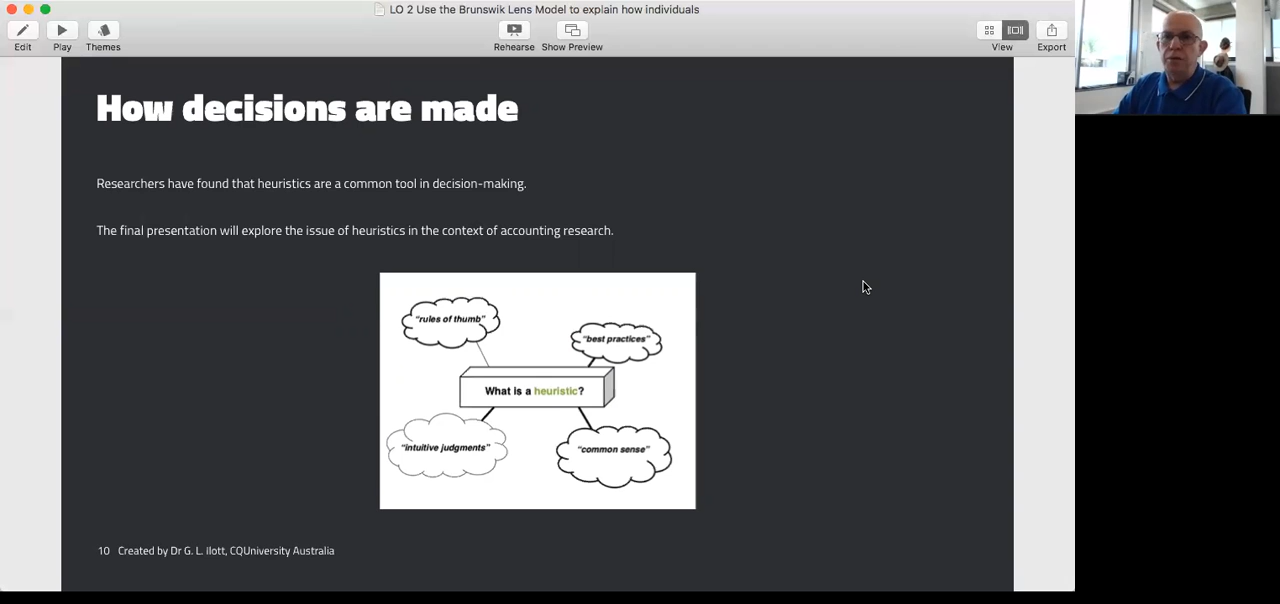 LO 2 Use the Brunswik Lens Model to explain how individuals
Edit
Play
Themes
Rehearse
Show Preview
View
Export
How decisions are made
Researchers have found that heuristics are a common tool in decision-making.
The final presentation will explore the issue of heuristics in the context of accounting research.
"rules of thumb"
"best practices"
What is a heuristic?
"intuitive judgments"
"common sense"
10 Created by Dr G. L. ilott, CQUniversity Australia